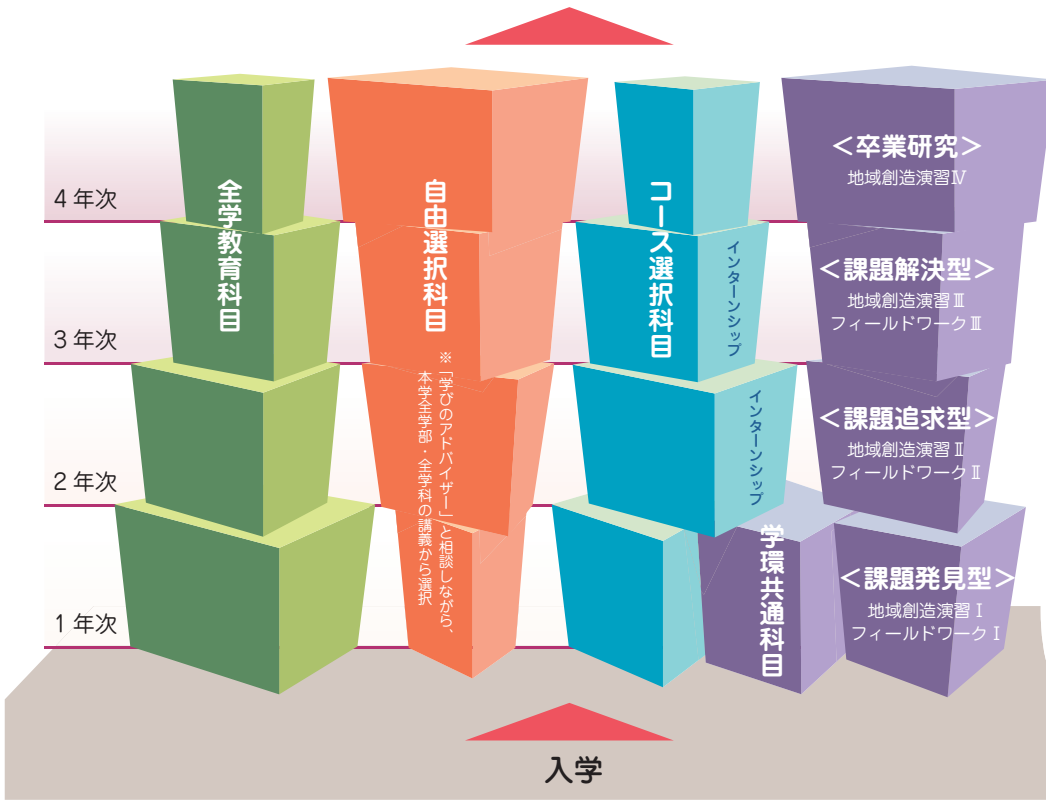 4年次
3年次
2年次
1年次
全学教育科目
自由選択科目
※「学びのアドバイザー」と相談しながら、
本学全学部・全学科の講義から選択
コース選択科目
インターンシップ
インターンシップ
学環共通科目
＜卒業研究＞
地域創造演習Ⅳ
＜課題解決型＞
地域創造演習Ⅲ
フィールドワークⅢ
＜課題追求型＞
地域創造演習Ⅱ
フィールドワークⅡ
＜課題発見型＞
地域創造演習Ⅰ
フィールドワークⅠ
入学